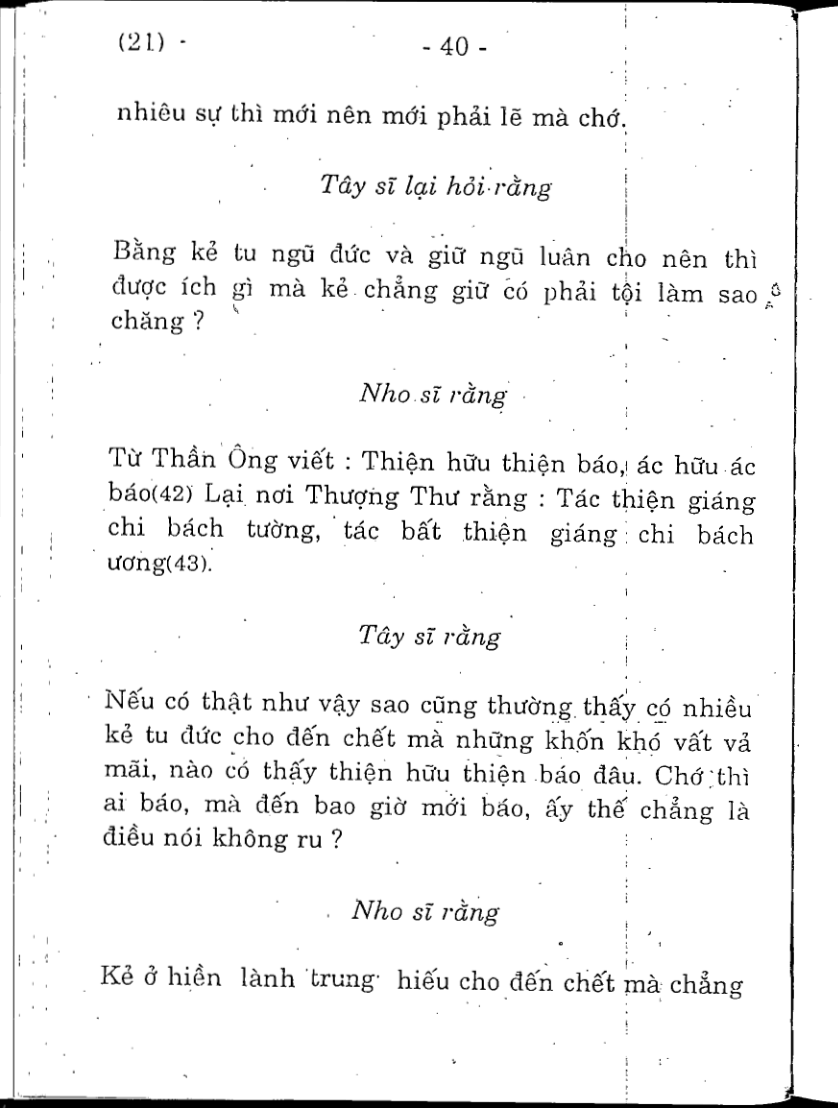 (21) - - 40 -
nhiêu sự thì mới nên mới phải lẽ mà chớ.
Tây sĩ lại hỏi rằng
Bằng kẻ tu ngũ đức và giữ ngũ luân cho nên thì
được ích gì mà kẻ chẳng giữ có phải tội làm sao
chăng ?
Nho sĩ rằng
Từ Thần Ông viết : Thiện hữu thiện báo, ác hữu ác
báo(42) Lại nơi Thượng Thư rằng : Tác thiện giáng
chi bách tường, tác bất thiện giáng chi bách
ương(43).
Tây sĩ rằng
Nếu có thật như vậy sao cũng thường thấy có nhiều
kẻ tu đức cho đến chết mà những khốn khó vất vả
mãi, nào có thấy thiện hữu thiện báo đâu. Chớ thì
ai báo, mà đến bao giờ mới báo, ấy thế chẳng là
điều nói không ru ?
Nho sĩ rằng
Kẻ ở hiền lành trung hiếu cho đến chết mà chẳng